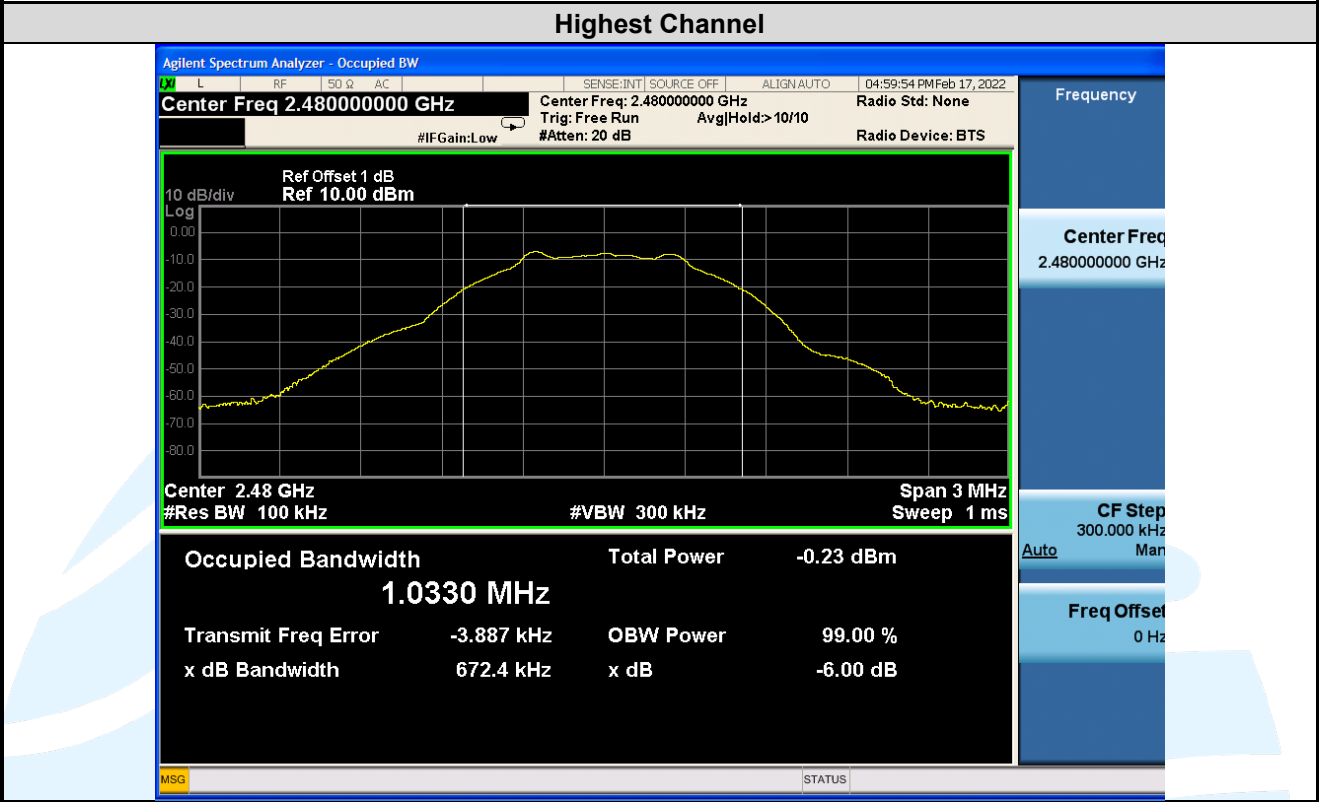 Highest Channel
Agilent Spectrum Analyzer - Occupied BW
LXI L RF 50 Ω AC SENSE:INT SOURCE OFF ALIGN AUTO 04:59:54 PM Feb 17, 2022
Center Freq 2.480000000 GHz
Center Freq: 2.480000000 GHz Radio Std: None
Trig: Free Run Avg|Hold:>10/10
#IFGain:Low #Atten: 20 dB Radio Device: BTS
Frequency
Ref Offset 1 dB
10 dB/div Ref 10.00 dBm
Log
0.00
-10.0
-20.0
-30.0
-40.0
-50.0
-60.0
-70.0
-80.0
Center 2.48 GHz Span 3 MHz
#Res BW 100 kHz #VBW 300 kHz Sweep 1 ms
Occupied Bandwidth Total Power -0.23 dBm
1.0330 MHz
Transmit Freq Error -3.887 kHz OBW Power 99.00 %
x dB Bandwidth 672.4 kHz x dB -6.00 dB
Center Freq
2.480000000 GHz
CF Step
300.000 kHz
Auto Man
Freq Offset
0 Hz
MSG STATUS